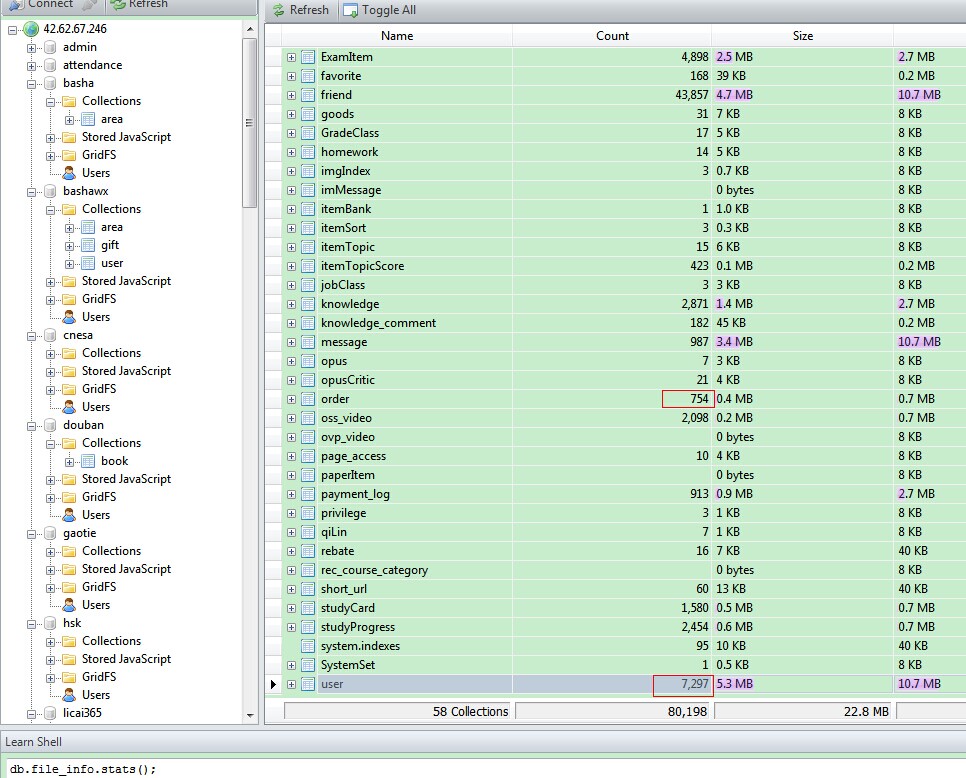 Connect Refresh
42.62.67.246
admin
attendance
basha
Collections
area
Stored JavaScript
GridFS
Users
bashawx
Collections
area
gift
user
Stored JavaScript
GridFS
Users
cnesa
Collections
Stored JavaScript
GridFS
Users
douban
Collections
book
Stored JavaScript
GridFS
Users
gaotie
Collections
Stored JavaScript
GridFS
Users
hsk
Collections
Stored JavaScript
GridFS
Users
licai365
Refresh Toggle All
Name Count Size
ExamItem 4,898 2.5 MB 2.7 MB
favorite 168 39 KB 0.2 MB
friend 43,857 4.7 MB 10.7 MB
goods 31 7 KB 8 KB
GradeClass 17 5 KB 8 KB
homework 14 5 KB 8 KB
imgIndex 3 0.7 KB 8 KB
imMessage 0 bytes 8 KB
itemBank 1 1.0 KB 8 KB
itemSort 3 0.3 KB 8 KB
itemTopic 15 6 KB 8 KB
itemTopicScore 423 0.1 MB 0.2 MB
jobClass 3 3 KB 8 KB
knowledge 2,871 1.4 MB 2.7 MB
knowledge_comment 182 45 KB 0.2 MB
message 987 3.4 MB 10.7 MB
opus 7 3 KB 8 KB
opusCritic 21 4 KB 8 KB
order 754 0.4 MB 0.7 MB
oss_video 2,098 0.2 MB 0.7 MB
ovp_video 0 bytes 8 KB
page_access 10 4 KB 8 KB
paperItem 0 bytes 8 KB
payment_log 913 0.9 MB 2.7 MB
privilege 3 1 KB 8 KB
qiLin 7 1 KB 8 KB
rebate 16 7 KB 40 KB
rec_course_category 0 bytes 8 KB
short_url 60 13 KB 40 KB
studyCard 1,580 0.5 MB 0.7 MB
studyProgress 2,454 0.6 MB 0.7 MB
system.indexes 95 10 KB 40 KB
SystemSet 1 0.5 KB 8 KB
user 7,297 5.3 MB 10.7 MB
58 Collections 80,198 22.8 MB
Learn Shell
db.file_info.stats();